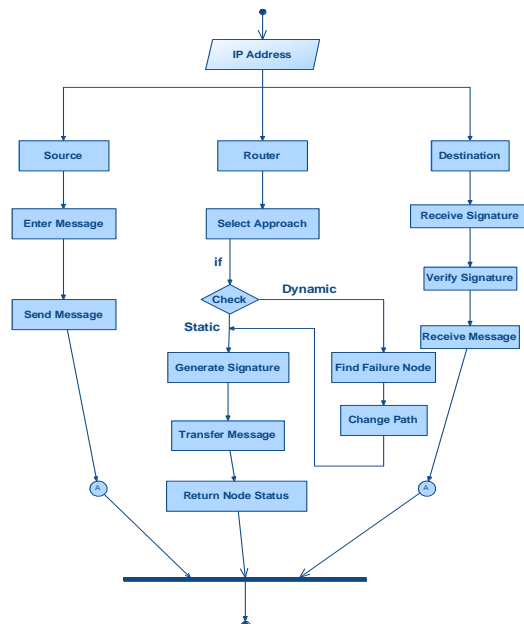 IP Address
Source
Router
Destination
Enter Message
Select Approach
Receive Signature
if
Verify Signature
Check
Dynamic
Send Message
Static
Receive Message
Generate Signature
Find Failure Node
Change Path
Transfer Message
A
Return Node Status
A